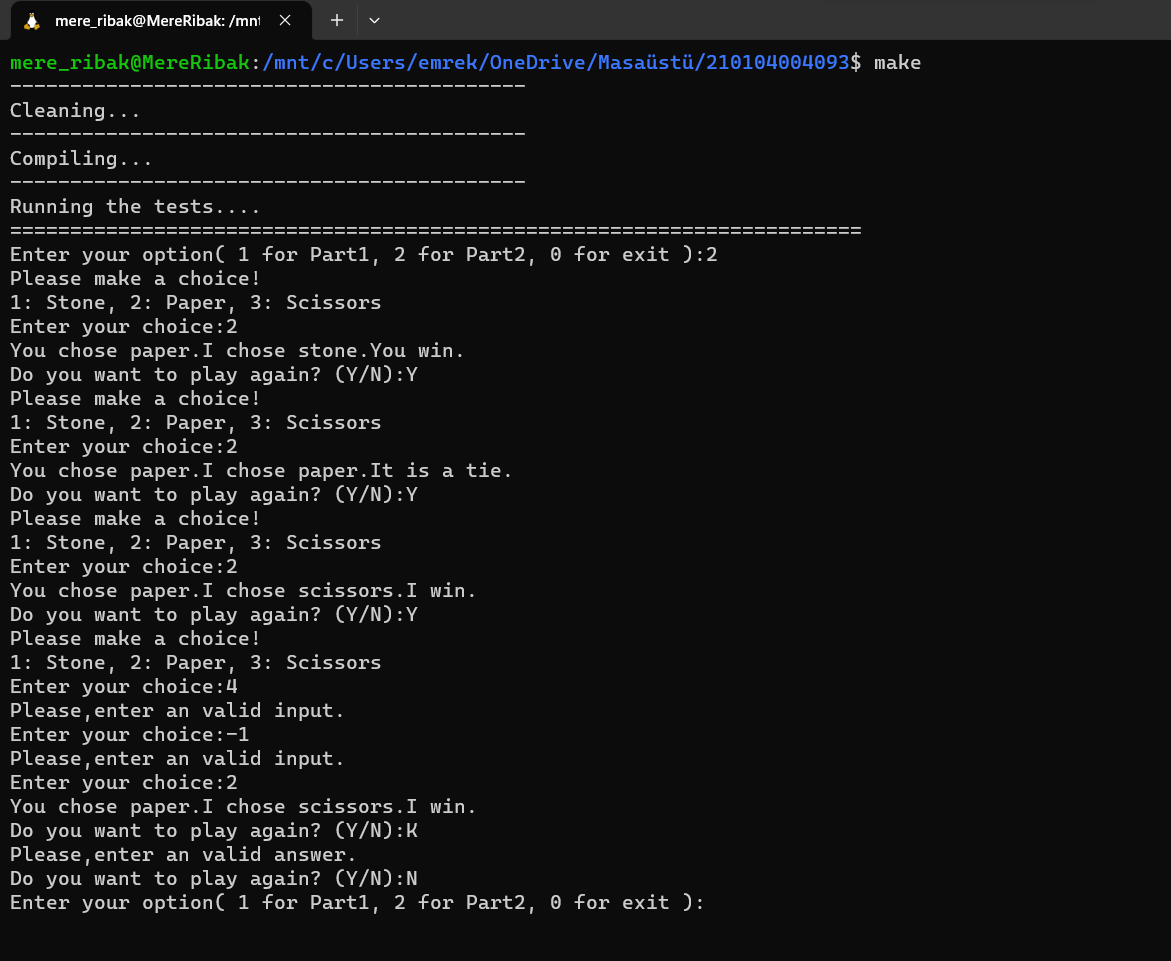 mere_ribak@MereRibak: /mnt
mere_ribak@MereRibak:/mnt/c/Users/emrek/OneDrive/Masaüstü/210104004093$ make
-------------------------------------------
Cleaning...
-------------------------------------------
Compiling...
-------------------------------------------
Running the tests....
=======================================================================
Enter your option( 1 for Part1, 2 for Part2, 0 for exit ):2
Please make a choice!
1: Stone, 2: Paper, 3: Scissors
Enter your choice:2
You chose paper.I chose stone.You win.
Do you want to play again? (Y/N):Y
Please make a choice!
1: Stone, 2: Paper, 3: Scissors
Enter your choice:2
You chose paper.I chose paper.It is a tie.
Do you want to play again? (Y/N):Y
Please make a choice!
1: Stone, 2: Paper, 3: Scissors
Enter your choice:2
You chose paper.I chose scissors.I win.
Do you want to play again? (Y/N):Y
Please make a choice!
1: Stone, 2: Paper, 3: Scissors
Enter your choice:4
Please,enter an valid input.
Enter your choice:-1
Please,enter an valid input.
Enter your choice:2
You chose paper.I chose scissors.I win.
Do you want to play again? (Y/N):K
Please,enter an valid answer.
Do you want to play again? (Y/N):N
Enter your option( 1 for Part1, 2 for Part2, 0 for exit ):